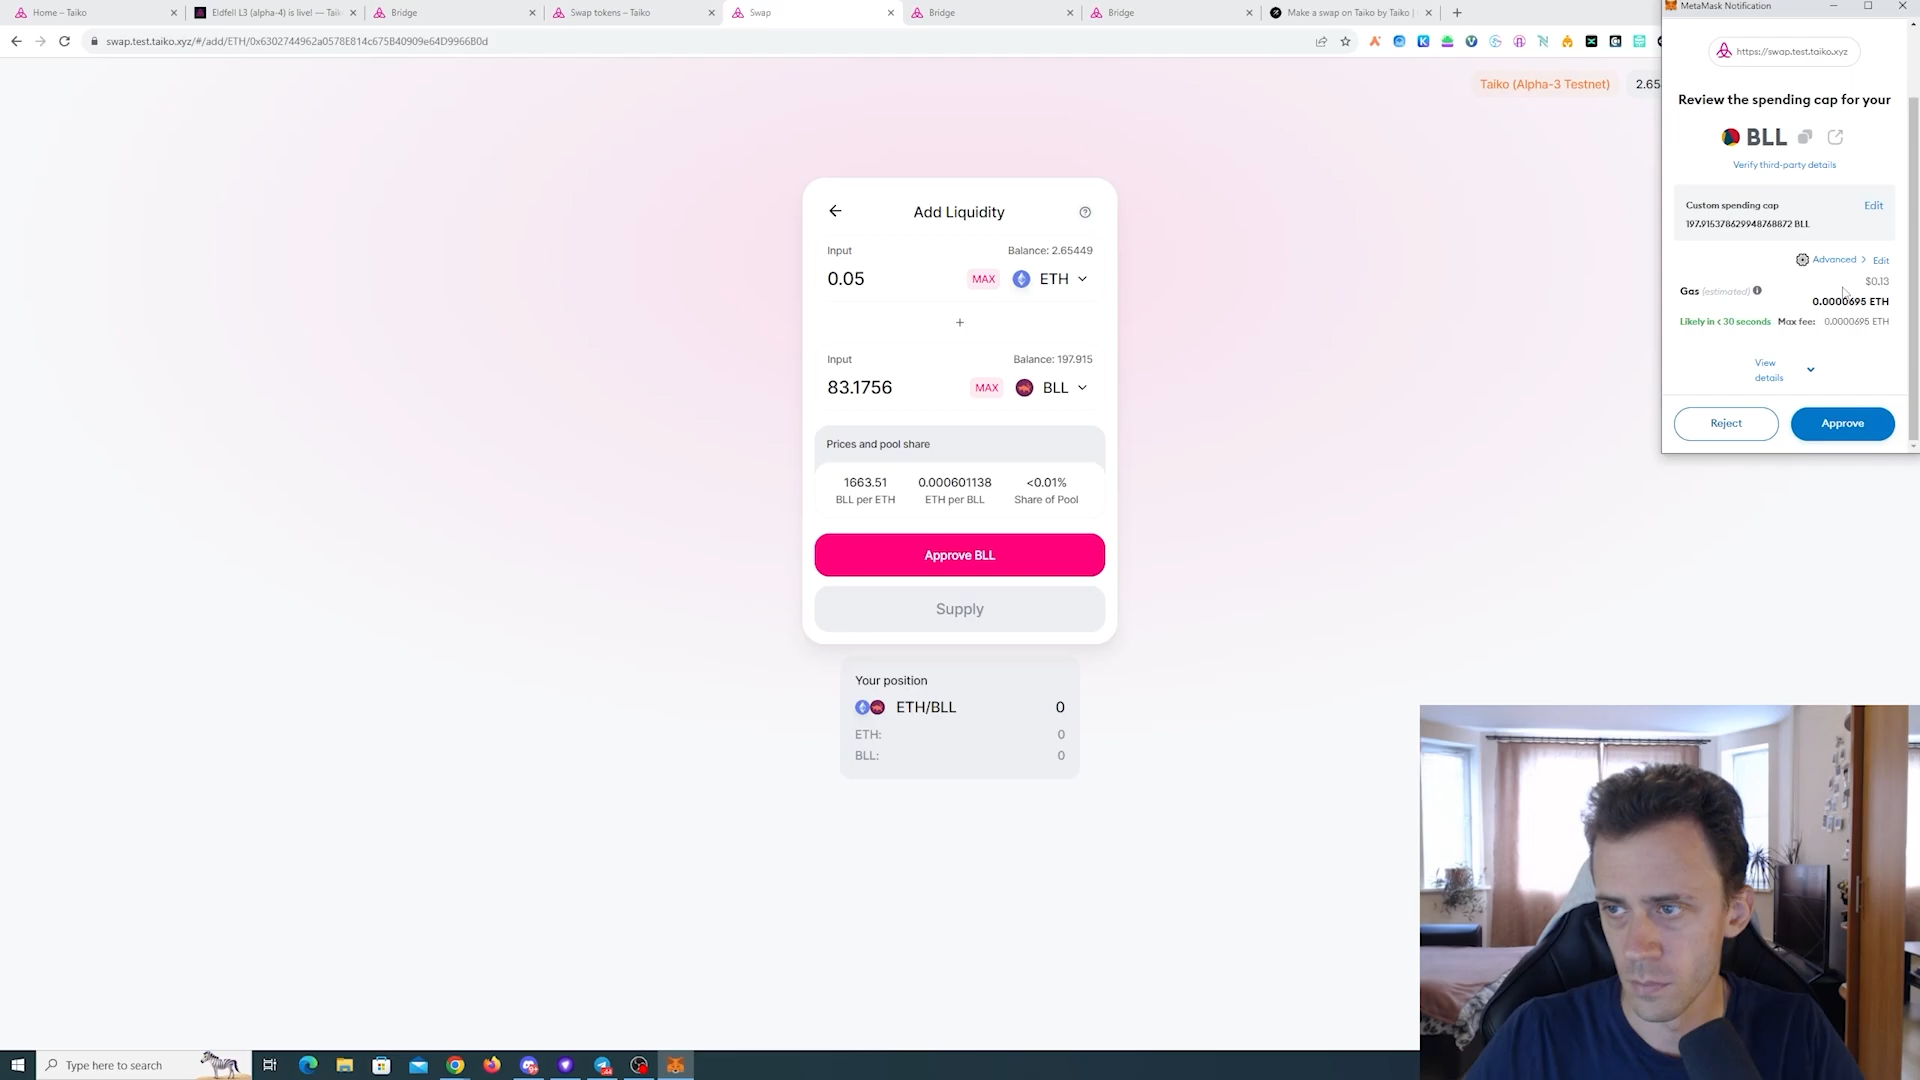 Home – Taiko
Eldfell L3 (alpha-4) is live! — Taik
Bridge
Swap tokens – Taiko
Swap
Bridge
Bridge
Make a swap on Taiko by Taiko |
MetaMask Notification
swap.test.taiko.xyz/#/add/ETH/0x6302744962a0578E814c675B40909e64D9966B0d
https://swap.test.taiko.xyz
Taiko (Alpha-3 Testnet)
2.65
Review the spending cap for your
BLL
Verify third-party details
Custom spending cap
Edit
197.915378629948768872 BLL
Advanced
Edit
$0.13
Gas (estimated)
0.0000695 ETH
Likely in < 30 seconds Max fee: 0.0000695 ETH
View details
Reject
Approve
Add Liquidity
Input
Balance: 2.65449
0.05
MAX
ETH
+
Input
Balance: 197.915
83.1756
MAX
BLL
Prices and pool share
1663.51
0.000601138
<0.01%
BLL per ETH
ETH per BLL
Share of Pool
Approve BLL
Supply
Your position
ETH/BLL
0
ETH:
0
BLL:
0
Type here to search